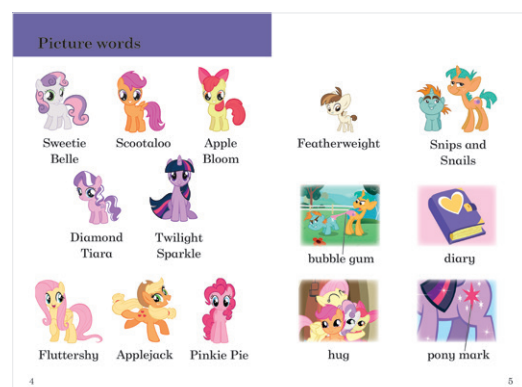 Picture words
Sweetie
Belle
Scootaloo
Apple
Bloom
Diamond
Tiara
Twilight
Sparkle
Fluttershy
Applejack
Pinkie Pie
4
Featherweight
Snips and
Snails
bubble gum
diary
hug
pony mark
5